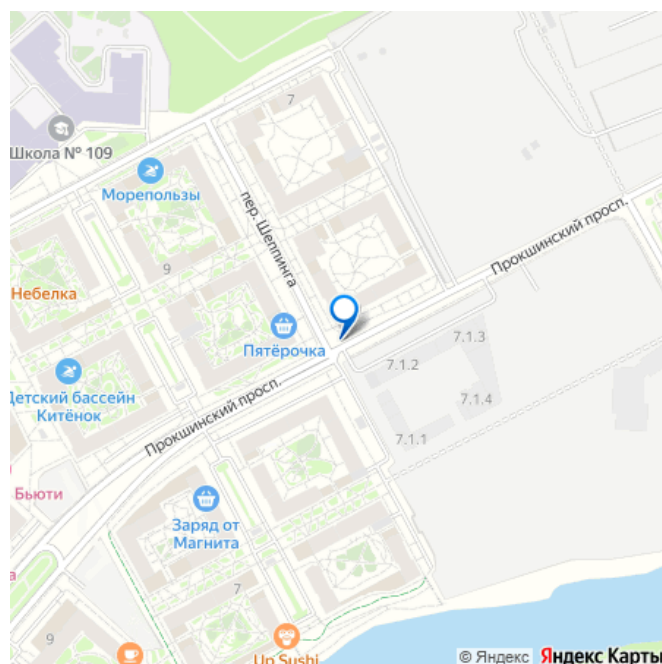 7
Школа № 109
Морепользы
пер. Шеппинга
Прокшинский просп.
9
Небелка
Пятёрочка
7.1.3
7.1.2
Детский бассейн
Китёнок
7.1.4
Прокшинский просп.
7.1.1
Бьюти
Заряд от
Магнита
а
7
9
Up Sushi
© Яндекс Яндекс Карты